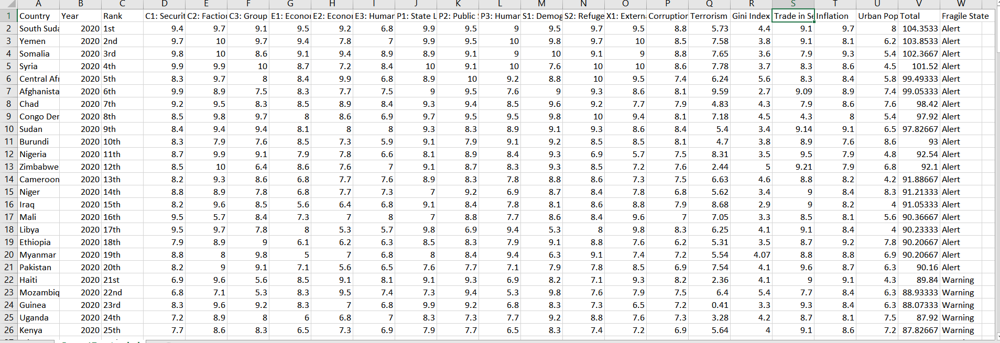 A B C D E F G H I J K L M N O P Q R S T U V W
1 Country Year Rank C1: Securit C2: Faction C3: Group E1: Econor E2: Econor E3: Humar P1: State L P2: Public P3: Humar S1: Demog S2: Refuge X1: Extern Corruption Terrorism Gini Index Trade in Se Inflation Urban Pop Total Fragile State
2 South Suda 2020 1st 9.4 9.7 9.1 9.5 9.2 6.8 9.9 9.5 9 9.5 9.7 9.5 8.8 5.73 4.4 9.1 9.7 8 104.3533 Alert
3 Yemen 2020 2nd 9.7 10 9.7 9.4 7.8 7 9.9 9.5 10 9.8 9.7 10 8.5 7.58 3.8 9.1 8.1 6.2 103.8533 Alert
4 Somalia 2020 3rd 9.8 10 8.6 9.1 9.4 8.9 8.9 9.1 9 10 9.1 9 8.8 7.65 3.6 7.9 9.3 5.4 102.3667 Alert
5 Syria 2020 4th 9.9 9.9 10 8.7 7.2 8.4 10 9.1 10 7.6 10 10 8.6 7.78 3.7 8.3 8.6 4.5 101.52 Alert
6 Central Afr 2020 5th 8.3 9.7 8 8.4 9.9 6.8 8.9 10 9.2 8.8 10 9.5 7.4 6.24 5.6 8.3 8.4 5.8 99.49333 Alert
7 Afghanista 2020 6th 9.9 8.9 7.5 8.3 7.7 7.5 9 9.5 7.6 9 9.3 8.6 8.1 9.59 2.7 9.09 8.9 7.4 99.05333 Alert
8 Chad 2020 7th 9.2 9.5 8.3 8.5 8.9 8.4 9.3 9.4 8.5 9.6 9.2 7.7 7.9 4.83 4.3 7.9 8.6 7.6 98.42 Alert
9 Congo Der 2020 8th 8.5 9.8 9.7 8 8.6 6.9 9.7 9.5 9.5 9.8 10 9.4 8.1 7.18 4.5 4.3 8 5.4 97.92 Alert
10 Sudan 2020 9th 8.4 9.4 9.4 8.1 8 8 9.3 8.3 8.9 9.1 9.3 8.6 8.4 5.4 3.4 9.14 9.1 6.5 97.82667 Alert
11 Burundi 2020 10th 8.3 7.9 7.6 8.5 7.3 5.9 9.1 7.9 9.1 9.2 8.5 8.5 8.1 4.7 3.8 8.9 7.6 8.6 93 Alert
12 Nigeria 2020 11th 8.7 9.9 9.1 7.9 7.8 6.6 8.1 8.9 8.4 9.3 6.9 5.7 7.5 8.31 3.5 9.5 7.9 4.8 92.54 Alert
13 Zimbabwe 2020 12th 8.5 10 6.4 8.6 7.6 7 9.1 8.7 8.3 9.3 8.5 7.2 7.6 2.44 5 9.21 7.9 6.8 92.1 Alert
14 Cameroon 2020 13th 8.2 9.3 8.6 6.8 7.7 7.6 8.9 8.3 7.8 8.8 8.6 7.3 7.5 6.63 4.6 8.8 8.2 4.2 91.88667 Alert
15 Niger 2020 14th 8.8 8.9 7.8 6.8 7.7 7.3 7 9.2 6.9 8.7 8.4 7.8 6.8 5.62 3.4 9 8.4 8.3 91.21333 Alert
16 Iraq 2020 15th 8.2 9.6 8.5 5.6 6.4 6.8 9.1 8.4 7.8 8.1 8.6 8.8 7.9 8.68 2.9 9 8.2 4 91.05333 Alert
17 Mali 2020 16th 9.5 5.7 8.4 7.3 7 8 7 8.8 7.7 8.6 8.4 9.6 7 7.05 3.3 8.5 8.1 5.6 90.36667 Alert
18 Libya 2020 17th 9.5 9.7 7.8 8 5.3 5.7 9.8 6.9 9.4 5.3 8 9.8 8.3 6.25 4.1 9.1 8.4 4 90.23333 Alert
19 Ethiopia 2020 18th 7.9 8.9 9 6.1 6.2 6.3 8.5 8.3 7.9 9.1 8.8 7.6 6.2 5.31 3.5 8.7 9.2 7.8 90.20667 Alert
20 Myanmar 2020 19th 8.8 8 9.8 5 7 6.8 8 8.4 9.4 6.3 9.1 7.4 7.2 5.54 4.07 8.8 8.8 6.9 90.20667 Alert
21 Pakistan 2020 20th 8.2 9 9.1 7.1 5.6 6.5 7.6 7.7 7.1 7.9 7.8 8.5 6.9 7.54 4.1 9.6 8.7 6.3 90.16 Alert
22 Haiti 2020 21st 6.9 9.6 5.6 8.5 9.1 8.1 9.1 9.3 6.9 8.2 7.1 9.3 8.2 2.36 4.1 9 9.1 4.3 89.84 Warning
23 Mozambiq 2020 22nd 6.8 7.1 5.3 8.3 9.5 7.4 7.3 9.4 5.3 9.8 7.6 7.9 7.5 6.4 5.4 7.7 8.4 6.3 88.93333 Warning
24 Guinea 2020 23rd 8.3 9.6 9.2 8.3 7 6.8 9.9 9.2 6.8 8.3 7.3 6.5 7.2 0.41 3.3 9.3 8.4 6.3 88.07333 Warning
25 Uganda 2020 24th 7.2 8.9 8 6 6.8 7 8.3 7.3 7.7 9.2 8.8 7.6 7.3 3.28 4.2 8.7 8.1 7.5 87.92 Warning
26 Kenya 2020 25th 7.7 8.6 8.3 6.5 7.3 6.9 7.9 7.7 6.5 8.3 7.4 7.2 6.9 5.64 4 9.1 8.6 7.2 87.82667 Warning